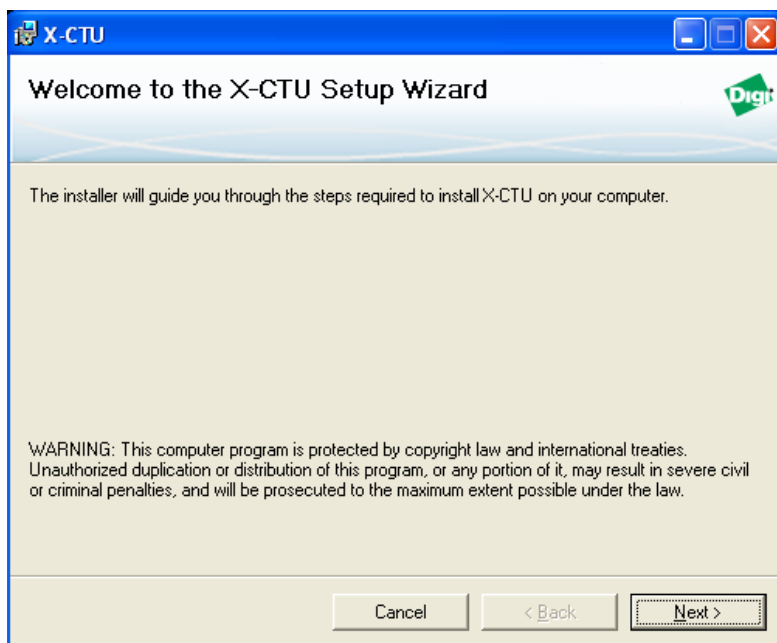 X-CTU
Welcome to the X-CTU Setup Wizard
Digi
The installer will guide you through the steps required to install X-CTU on your computer.
WARNING: This computer program is protected by copyright law and international treaties.
Unauthorized duplication or distribution of this program, or any portion of it, may result in severe civil
or criminal penalties, and will be prosecuted to the maximum extent possible under the law.
Cancel
< Back
Next >